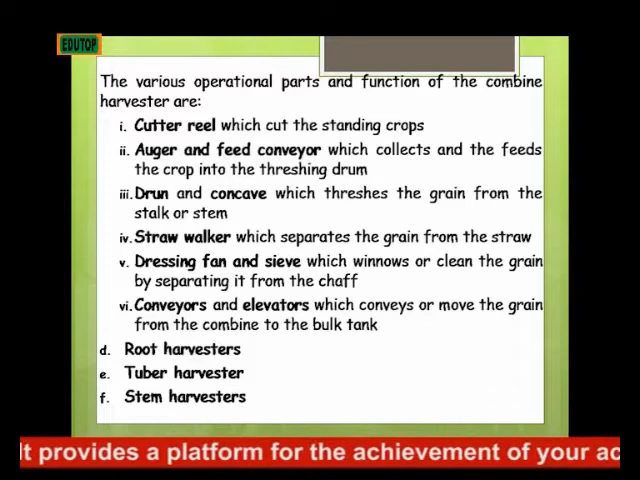 EDUTOP
The various operational parts and function of the combine
harvester are:
i. Cutter reel which cut the standing crops
ii. Auger and feed conveyor which collects and the feeds
the crop into the threshing drum
iii. Drun and concave which threshes the grain from the
stalk or stem
iv. Straw walker which separates the grain from the straw
v. Dressing fan and sieve which winnows or clean the grain
by separating it from the chaff
vi. Conveyors and elevators which conveys or move the grain
from the combine to the bulk tank
d. Root harvesters
e. Tuber harvester
f. Stem harvesters
It provides a platform for the achievement of your ac